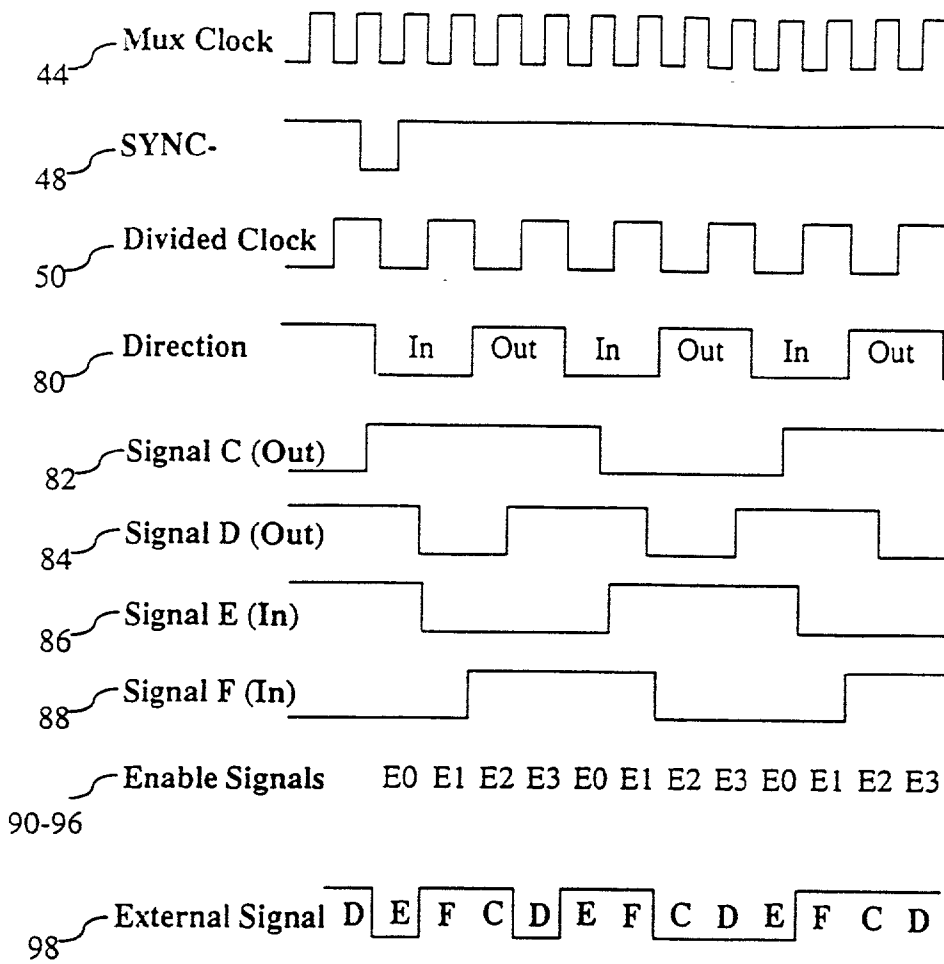 Mux Clock
44
SYNC-
48
Divided Clock
50
Direction In Out In Out In Out
80
Signal C (Out)
82
Signal D (Out)
84
Signal E (In)
86
Signal F (In)
88
Enable Signals E0 E1 E2 E3 E0 E1 E2 E3 E0 E1 E2 E3
90-96
External Signal D E F C D E F C D E F C D
98